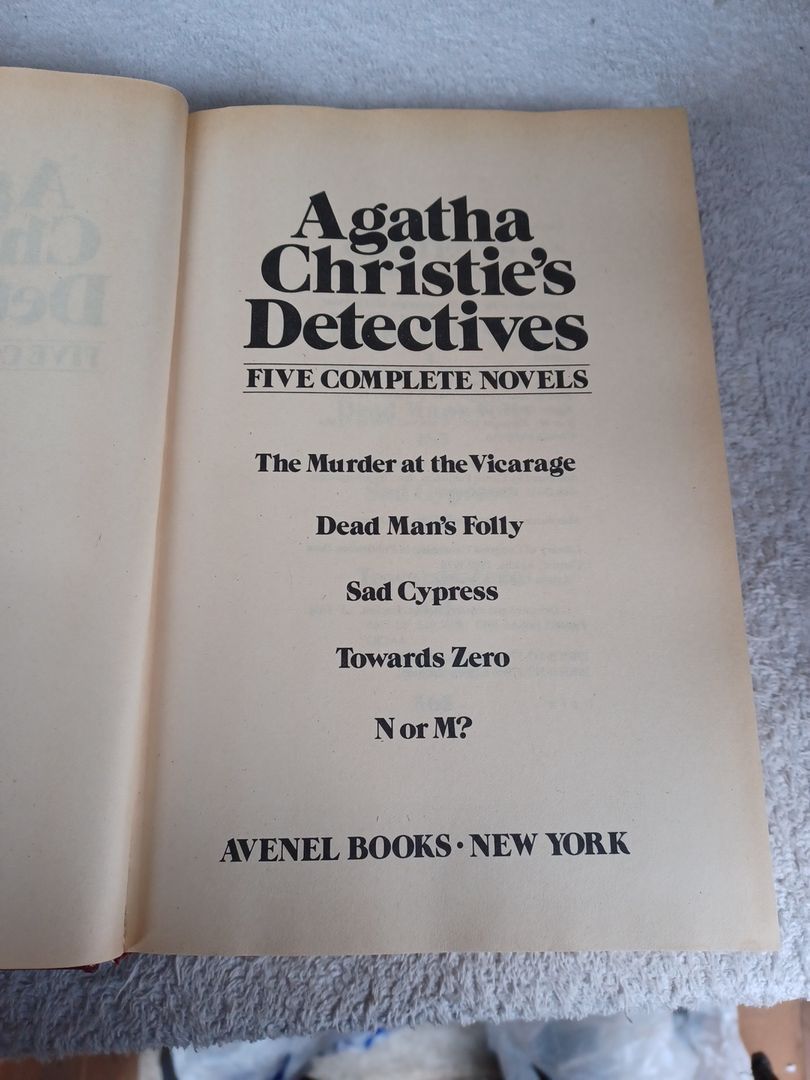 Agatha
Christie's
Detectives
FIVE COMPLETE NOVELS
The Murder at the Vicarage
Dead Man's Folly
Sad Cypress
Towards Zero
N or M?
AVENEL BOOKS • NEW YORK